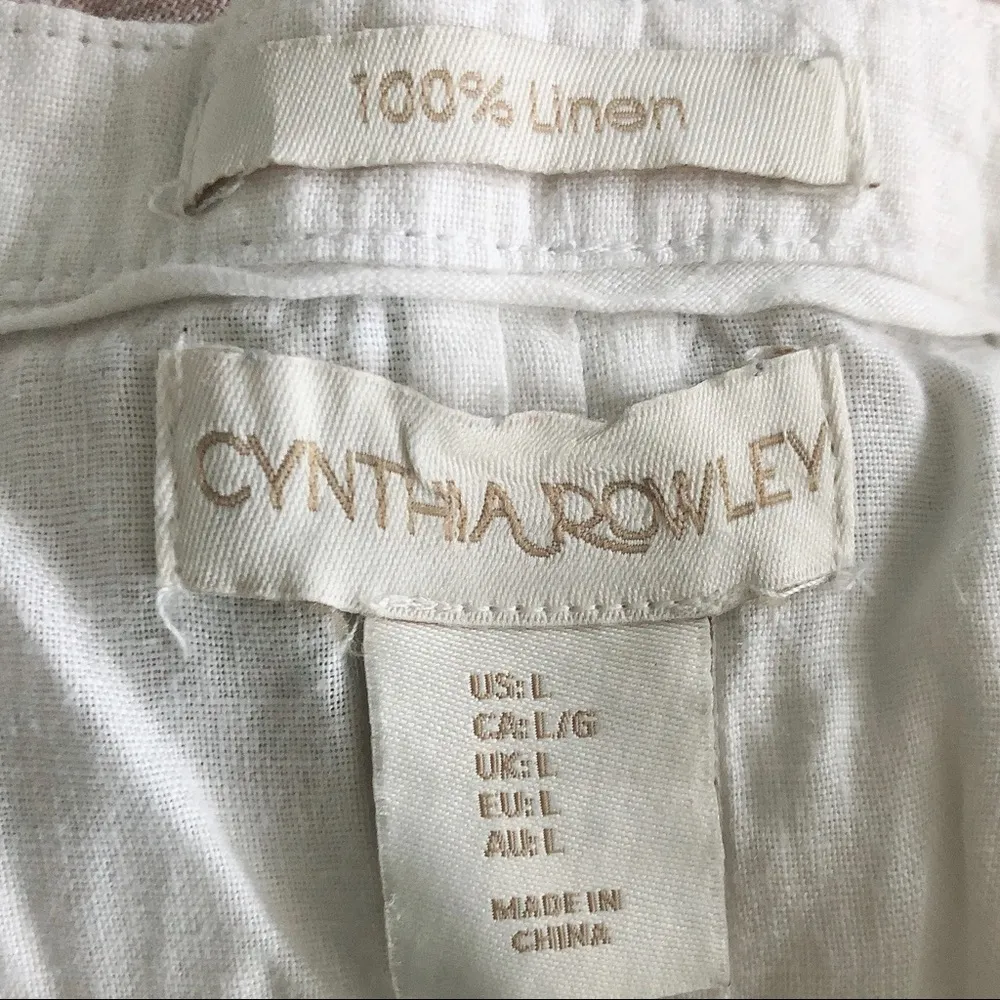 100% Linen
CYNTHIA ROWLEY
US: L
CA: L/G
UK: L
EU: L
AU: L
MADE IN
CHINA